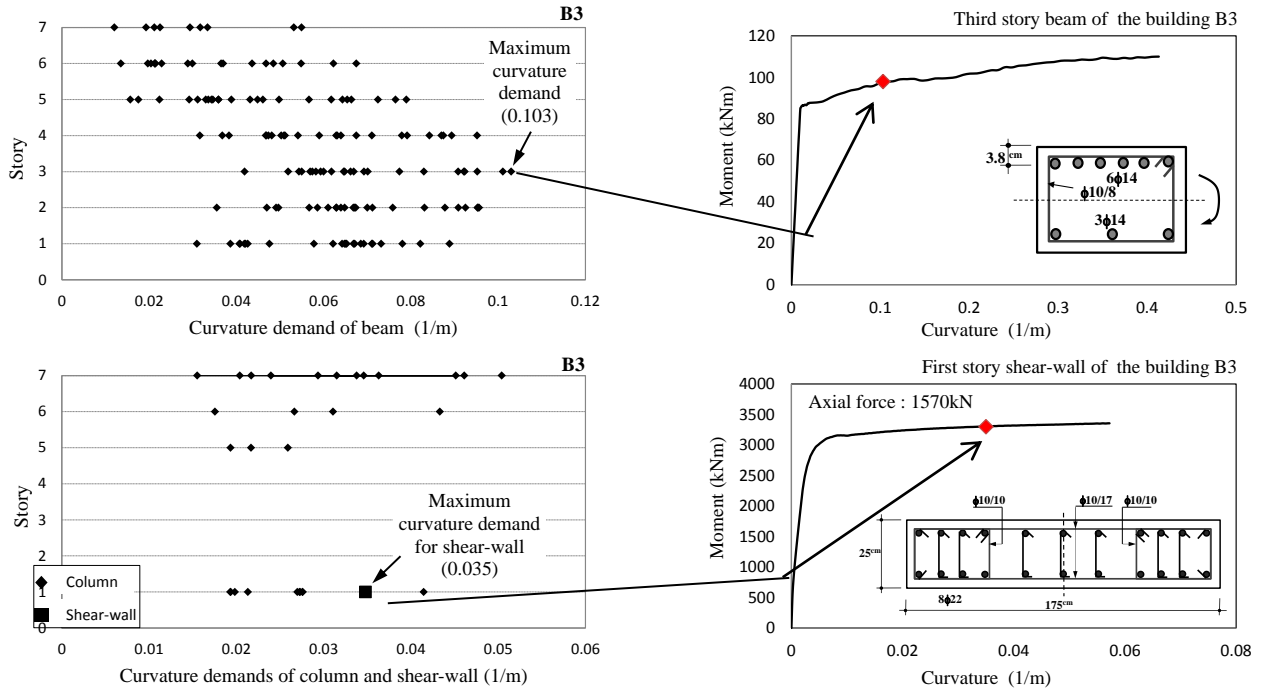 B3
7
6
5
4
3
2
1
0
Story
Maximum
curvature
demand
(0.103)
0
0.02
0.04
0.06
0.08
0.1
0.12
Curvature demand of beam (1/m)
Third story beam of the building B3
120
100
80
60
40
20
0
Moment (kNm)
3.8 cm
6ϕ14
ϕ10/8
3ϕ14
0
0.1
0.2
0.3
0.4
0.5
Curvature (1/m)
B3
7
6
5
4
3
2
1
0
Story
Maximum
curvature demand
for shear-wall
(0.035)
Column
Shear-wall
0
0.01
0.02
0.03
0.04
0.05
0.06
Curvature demands of column and shear-wall (1/m)
First story shear-wall of the building B3
4000
3500
3000
2500
2000
1500
1000
500
0
Moment (kNm)
Axial force : 1570kN
ϕ10/10
ϕ10/17
ϕ10/10
25cm
8ϕ22
175cm
0
0.02
0.04
0.06
0.08
Curvature (1/m)